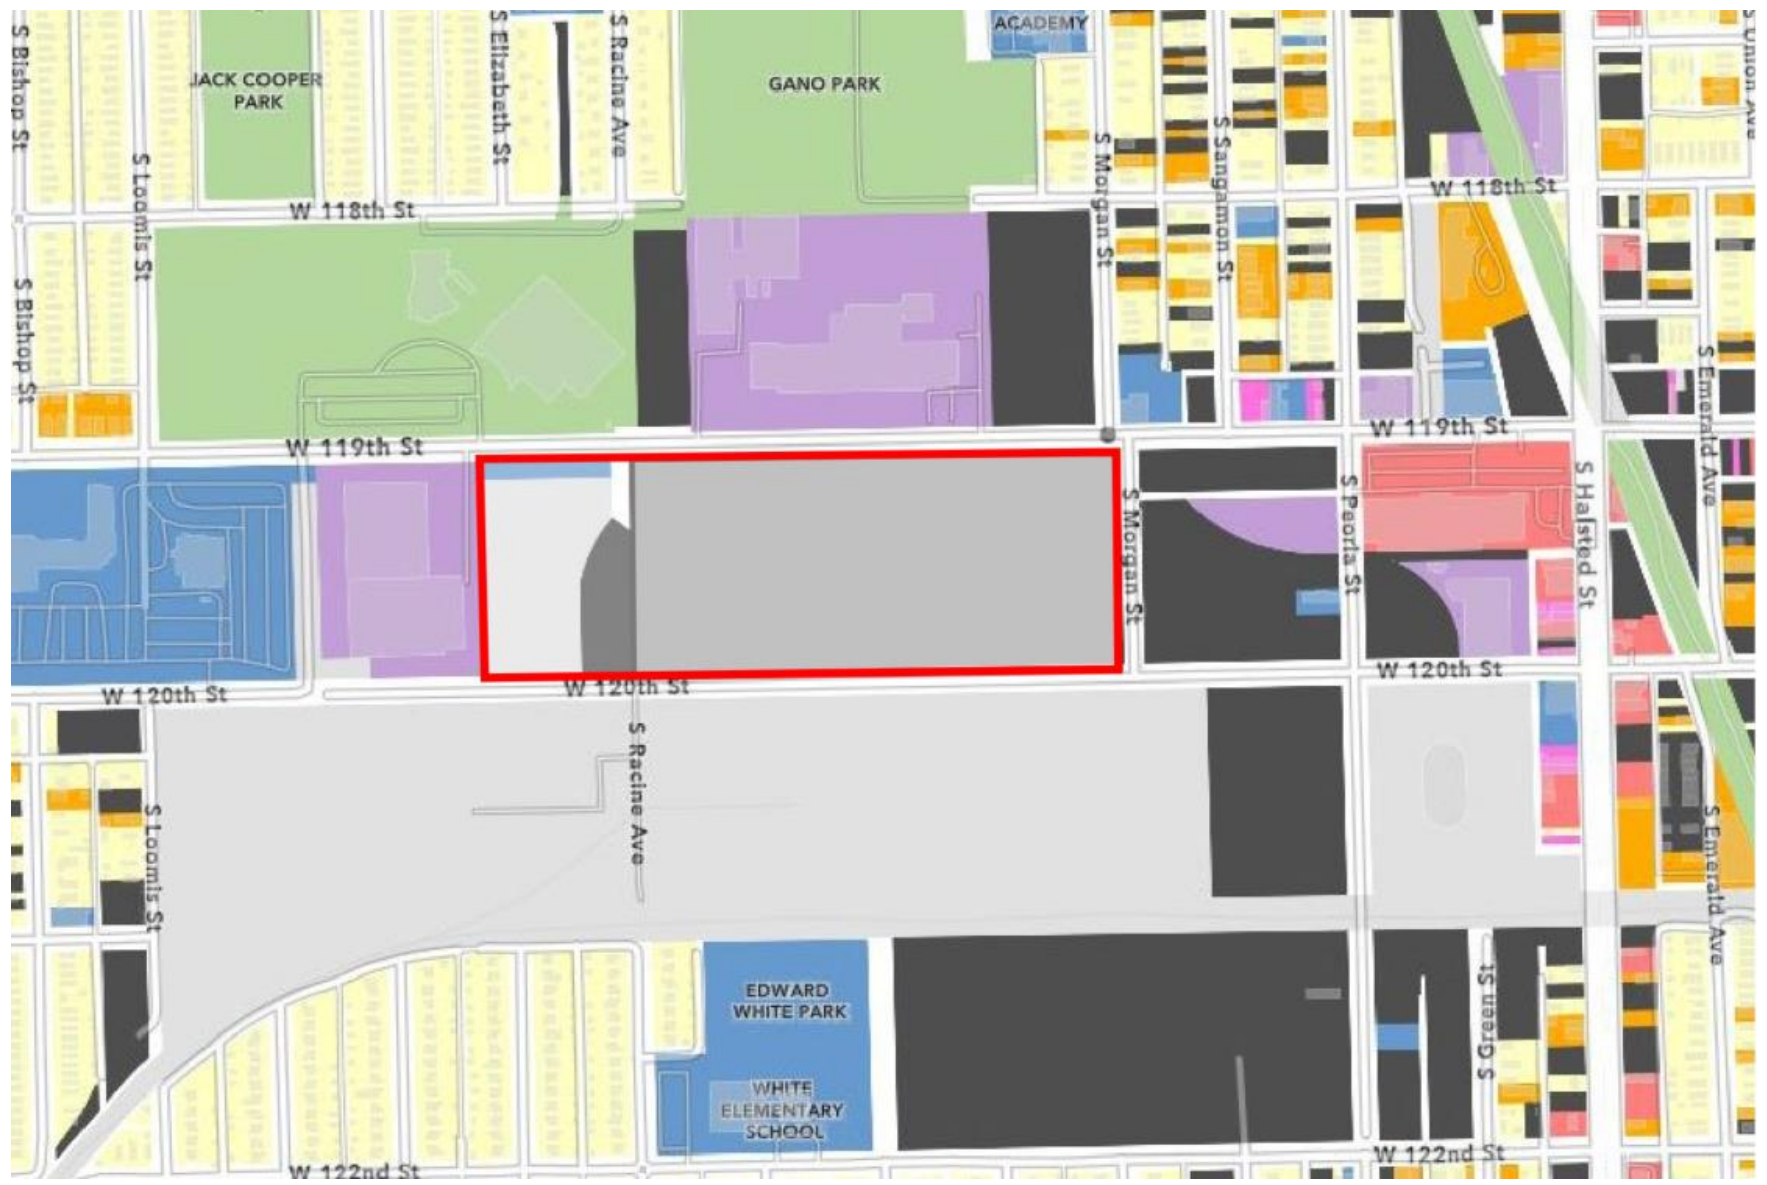 ACADEMY
S Bishop St
S Elizabeth St
S Racine Ave
S Union Ave
JACK COOPER
PARK
GANO PARK
S Loomis St
S Morgan St
S Sangamon St
W 118th St
W 118th St
S Bishop St
S Emerald Ave
W 119th St
W 119th St
S Morgan St
S Peoria St
S Halsted St
W 120th St
W 120th St
W 120th St
S Racine Ave
S Loomis St
S Emerald Ave
EDWARD
WHITE PARK
S Green St
WHITE
ELEMENTARY
SCHOOL
W 122nd St
W 122nd St